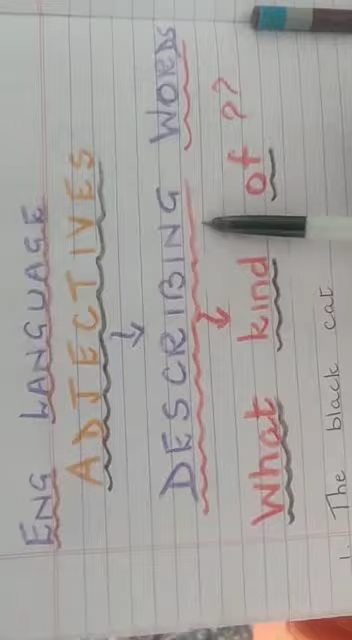 ENG LANGUAGE
ADJECTIVES
↓
DESCRIBING WORDS
↓
What kind of ??
1. The black cat